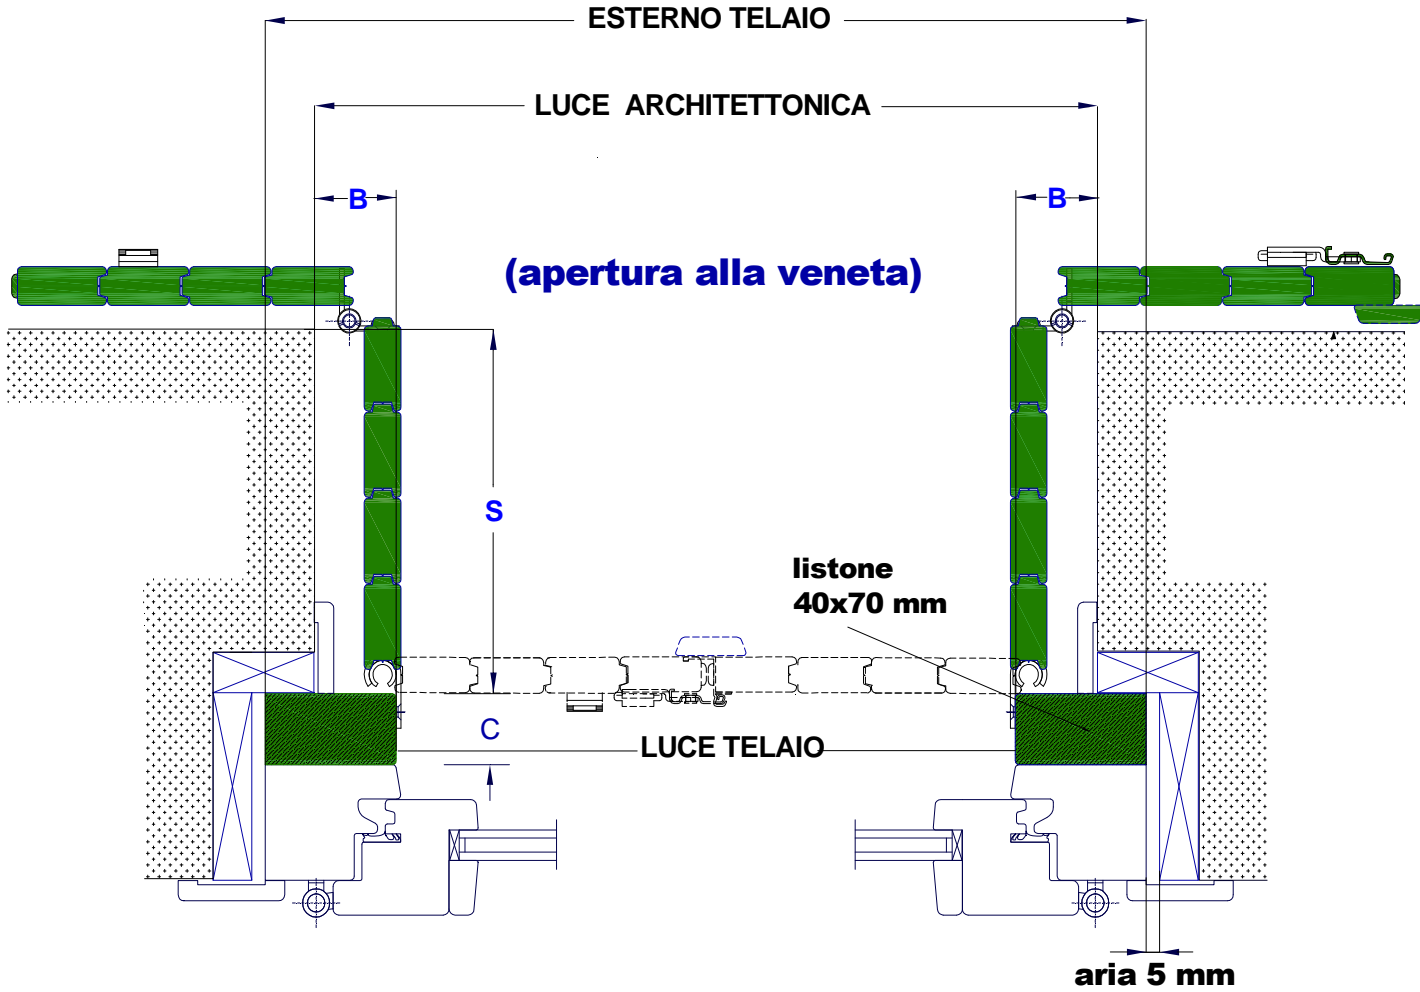 ESTERNO TELAIO
LUCE ARCHITETTONICA
B
B
(apertura alla veneta)
S
listone
40x70 mm
C
LUCE TELAIO
aria 5 mm